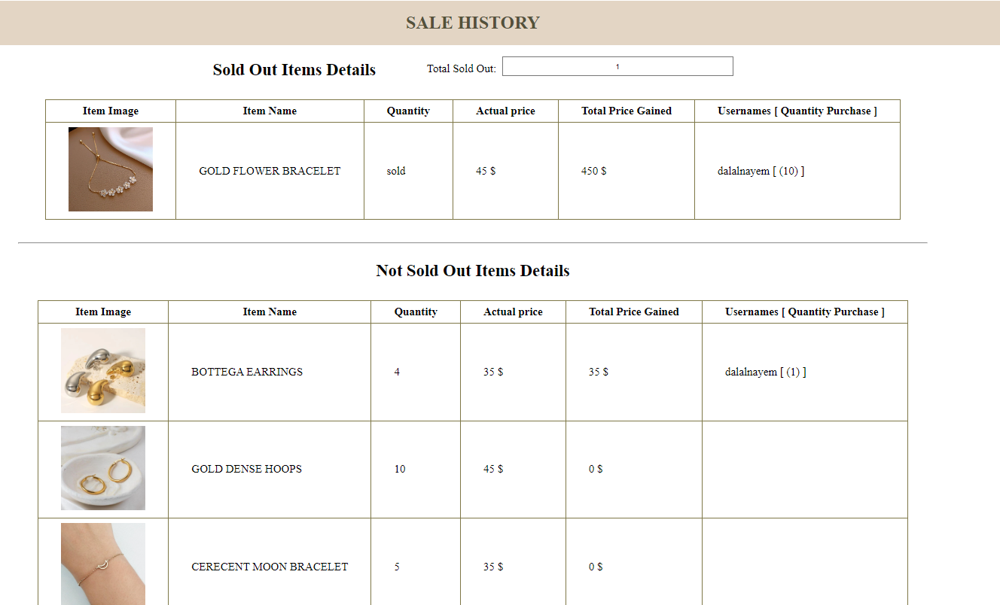 SALE HISTORY
Sold Out Items Details Total Sold Out: 1
Item Image Item Name Quantity Actual price Total Price Gained Usernames [ Quantity Purchase ]
GOLD FLOWER BRACELET sold 45 $ 450 $ dalalnayem [ (10) ]
Not Sold Out Items Details
Item Image Item Name Quantity Actual price Total Price Gained Usernames [ Quantity Purchase ]
BOTTEGA EARRINGS 4 35 $ 35 $ dalalnayem [ (1) ]
GOLD DENSE HOOPS 10 45 $ 0 $
CERECENT MOON BRACELET 5 35 $ 0 $